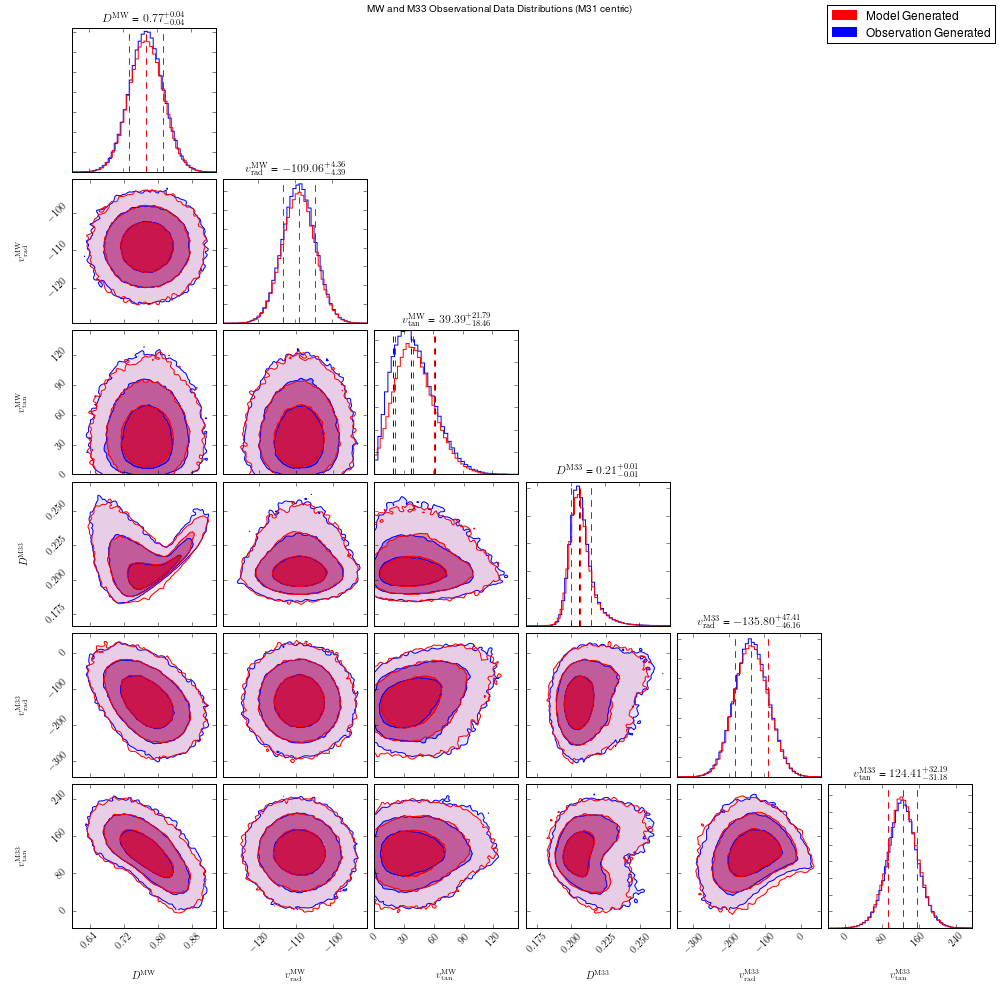 MW and M33 Observational Data Distributions (M31 centric)
Model Generated
Observation Generated
D^MW = 0.77 +0.04 −0.04
v_rad^MW = −109.06 +4.36 −4.39
−100
−110
−120
v_rad^MW
v_tan^MW = 39.39 +21.79 −18.46
120
90
60
30
0
v_tan^MW
D^M33 = 0.21 +0.01 −0.01
0.250
0.225
0.200
0.175
D^M33
v_rad^M33 = −135.80 +47.41 −46.16
0
−100
−200
−300
v_rad^M33
v_tan^M33 = 124.41 +32.19 −31.18
240
160
80
0
v_tan^M33
0.64 0.72 0.80 0.88 −120 −110 −100 0 30 60 90 120 0.175 0.200 0.225 0.250 −300 −200 −100 0 0 80 160 240
D^MW v_rad^MW v_tan^MW D^M33 v_rad^M33 v_tan^M33